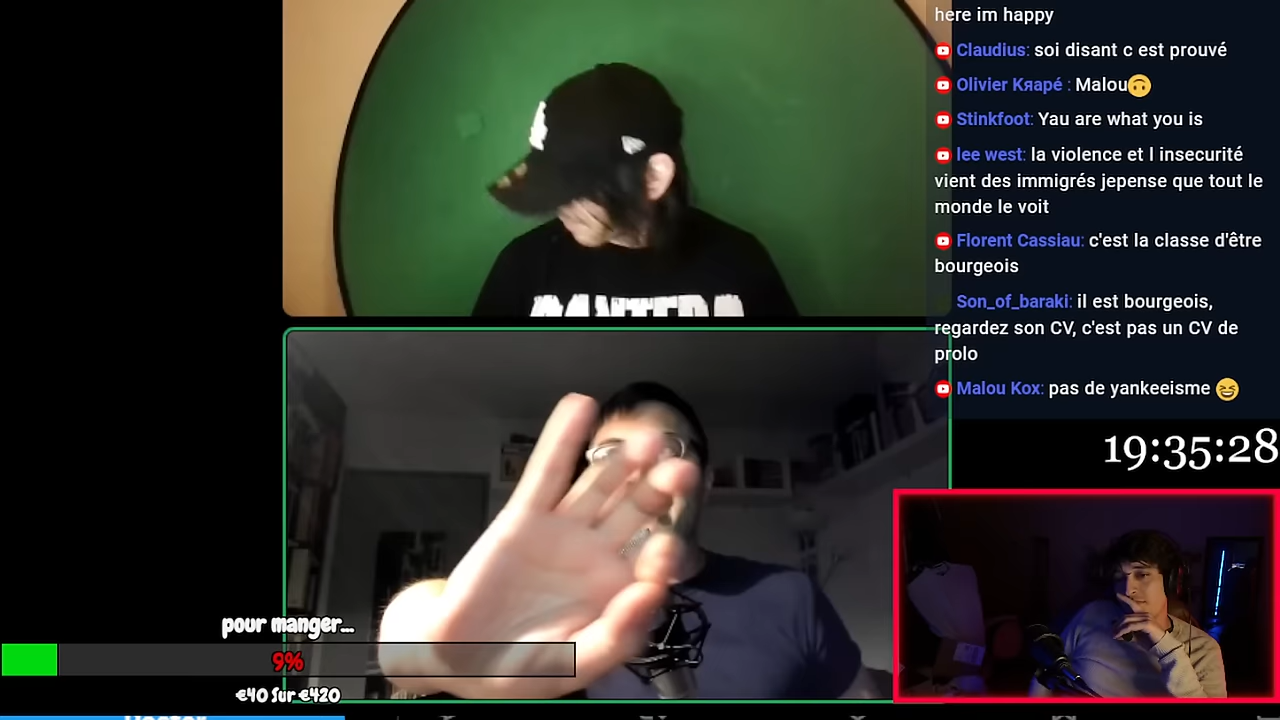 here im happy
Claudius: soi disant c est prouvé
Olivier Kяapé : Malou🙃
Stinkfoot: Yau are what you is
lee west: la violence et l insecurité
vient des immigrés jepense que tout le
monde le voit
Florent Cassiau: c'est la classe d'être
bourgeois
Son_of_baraki: il est bourgeois,
regardez son CV, c'est pas un CV de
prolo
Malou Kox: pas de yankeeisme 😆
PANTERA
19:35:28
pour manger...
9%
€40 Sur €420